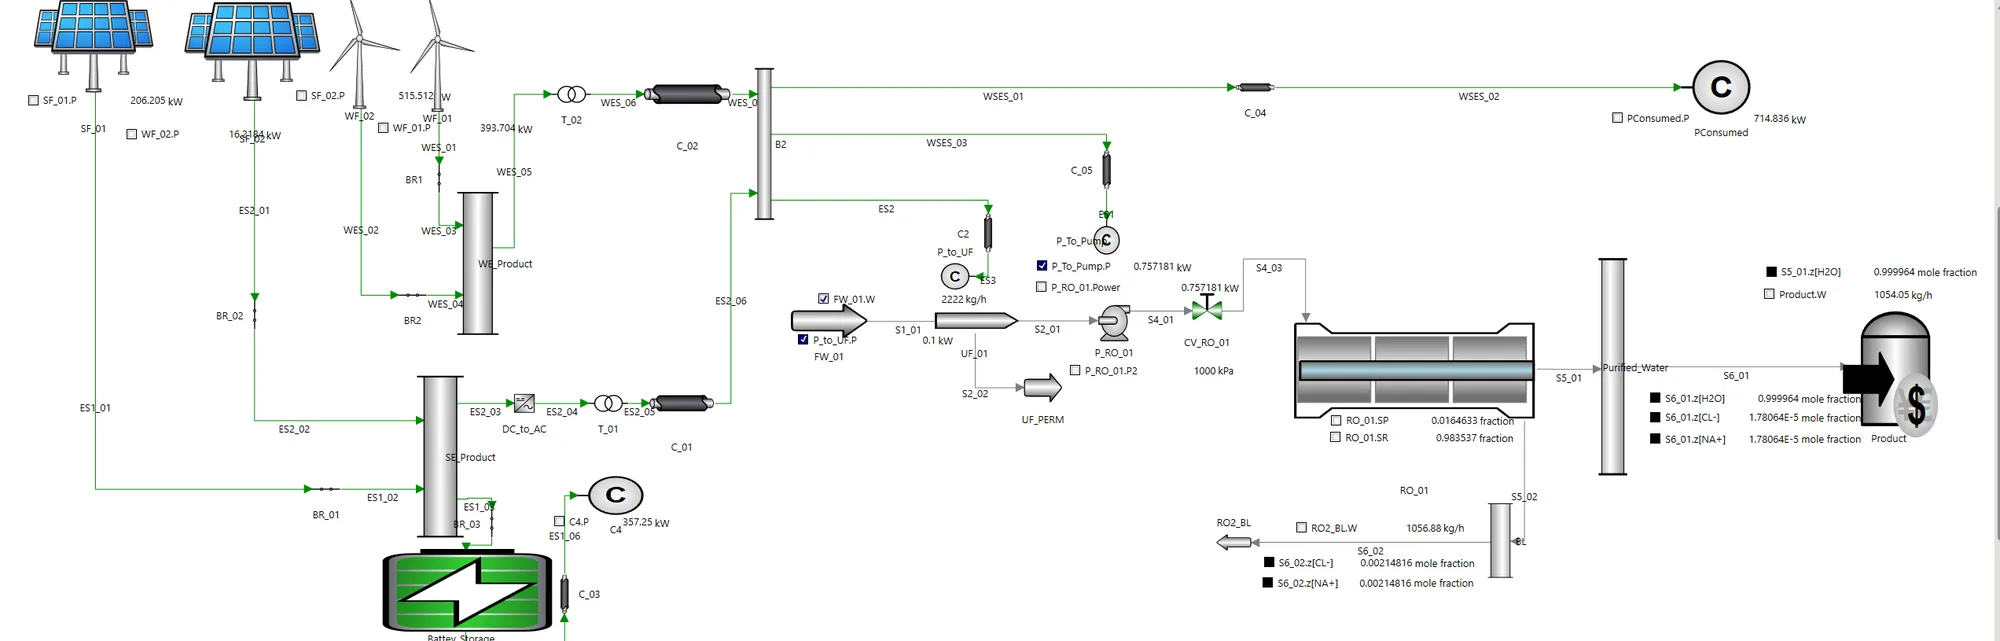 SF_01.P
206.205 kW
SF_02.P
515.512 W
SF_01
WF_02.P
16.2184 kW
SF_02
WF_02
WF_01.P
WF_01
393.704 kW
WES_01
BR1
WES_05
T_02
WES_06
C_02
B2
WSES_01
C_04
WSES_02
C
PConsumed.P
714.836 kW
PConsumed
WSES_03
C_05
ES2_01
WES_02
WES_03
WE_Product
WES_04
BR2
BR_02
ES2
C2
P_to_UF
C
ES3
P_To_Pump
C
P_To_Pump.P
0.757181 kW
P_RO_01.Power
0.757181 kW
S4_03
ES2_06
FW_01.W
2222 kg/h
P_to_UF.P
0.1 kW
FW_01
S1_01
UF_01
S2_01
P_RO_01
S4_01
CV_RO_01
P_RO_01.P2
1000 kPa
S2_02
UF_PERM
S5_01.z[H2O]
0.999964 mole fraction
Product.W
1054.05 kg/h
S5_01
Purified_Water
S6_01
S6_01.z[H2O]
0.999964 mole fraction
S6_01.z[CL-]
1.78064E-5 mole fraction
S6_01.z[NA+]
1.78064E-5 mole fraction
$
Product
RO_01.SP
0.0164633 fraction
RO_01.SR
0.983537 fraction
RO_01
S5_02
ES1_01
ES2_02
ES2_03
DC_to_AC
ES2_04
T_01
ES2_05
C_01
SE_Product
ES1_02
BR_01
BR_03
C
C4.P
357.25 kW
C4
ES1_06
C_03
Battey_Storage
RO2_BL
RO2_BL.W
1056.88 kg/h
BL
S6_02
S6_02.z[CL-]
0.00214816 mole fraction
S6_02.z[NA+]
0.00214816 mole fraction